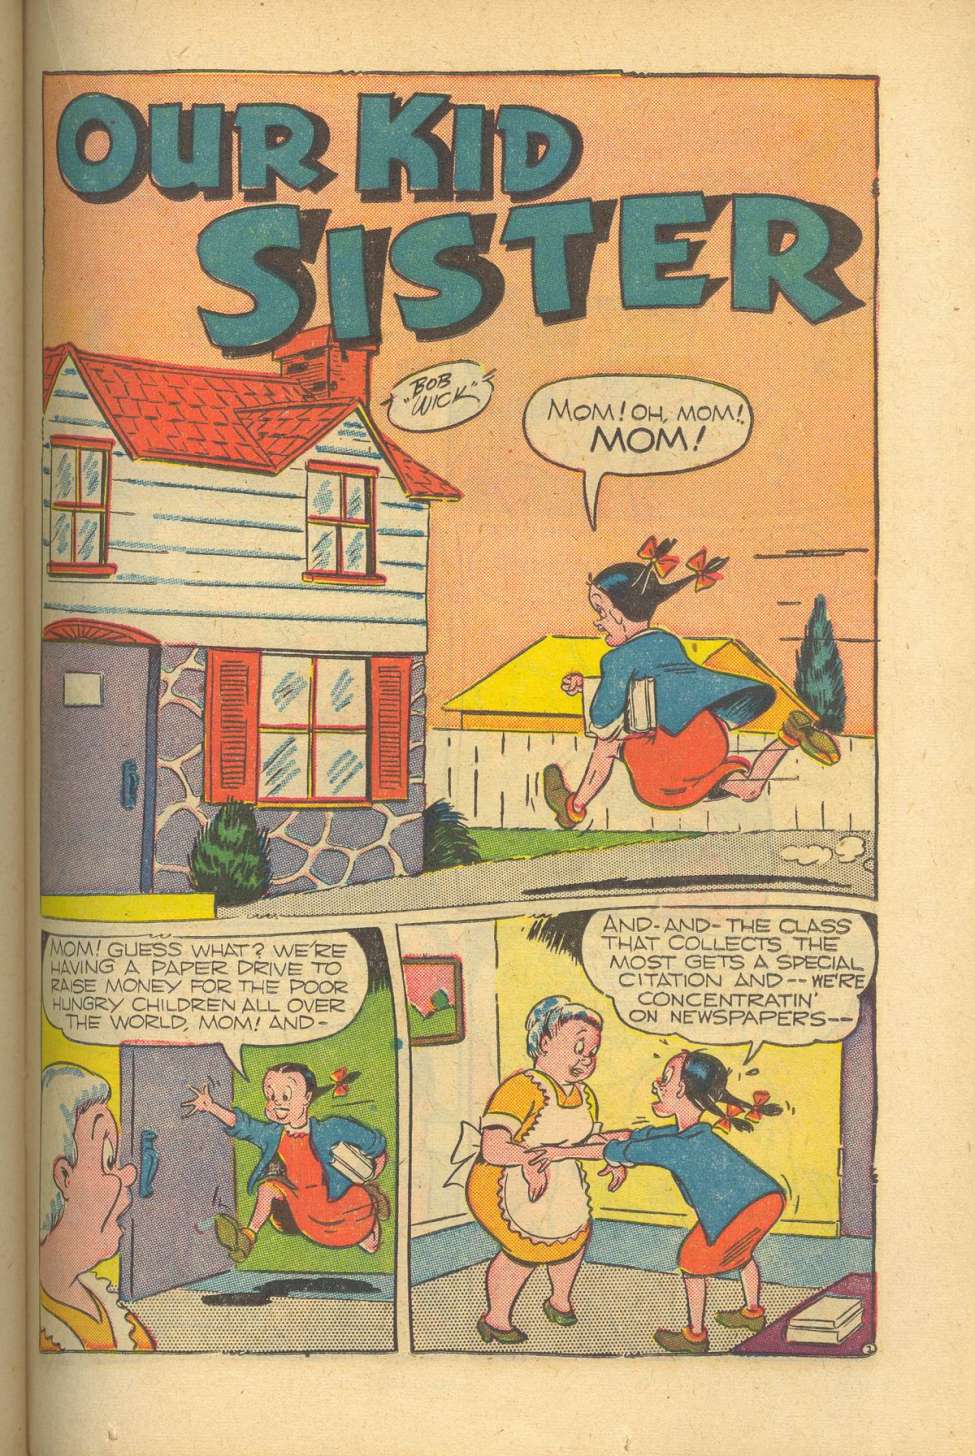 OUR KID
SISTER
"BOB
WICK"
MOM! OH, MOM!
MOM!
MOM! GUESS WHAT? WE'RE
HAVING A PAPER DRIVE TO
RAISE MONEY FOR THE POOR
HUNGRY CHILDREN ALL OVER
THE WORLD, MOM! AND-
AND-AND-THE CLASS
THAT COLLECTS THE
MOST GETS A SPECIAL
CITATION AND--WE'RE
CONCENTRATIN'
ON NEWSPAPERS--